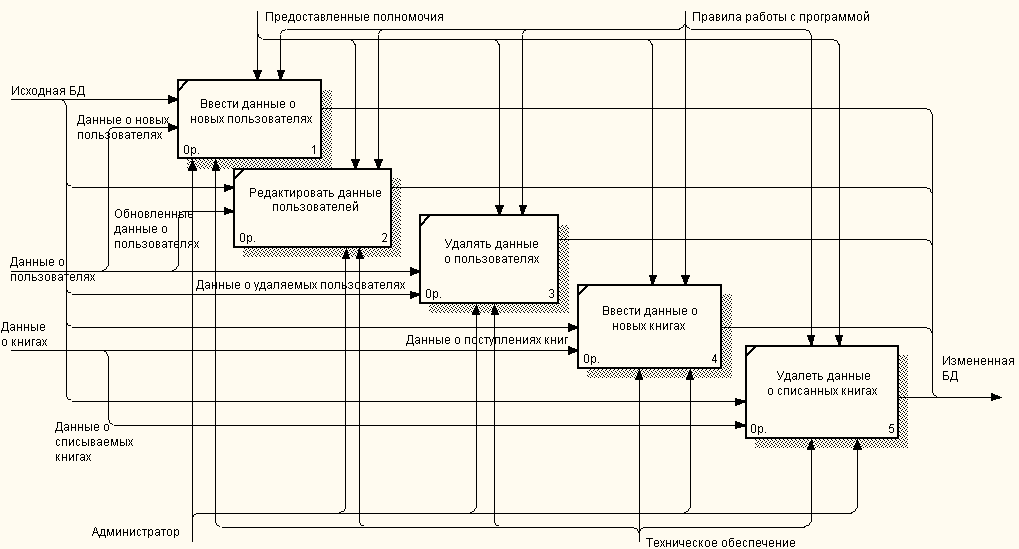 Предоставленные полномочия
Правила работы с программой
Исходная БД
Данные о новых
пользователях
Ввести данные о
новых пользователях
0р.
1
Редактировать данные
пользователей
0р.
2
Обновленные
данные о
пользователях
Удалять данные
о пользователях
0р.
3
Данные о
пользователях
Данные о удаляемых пользователях
Ввести данные о
новых книгах
0р.
4
Данные
о книгах
Данные о поступлениях книг
Удалеть данные
о списанных книгах
0р.
5
Измененная
БД
Данные о
списываемых
книгах
Администратор
Техническое обеспечение